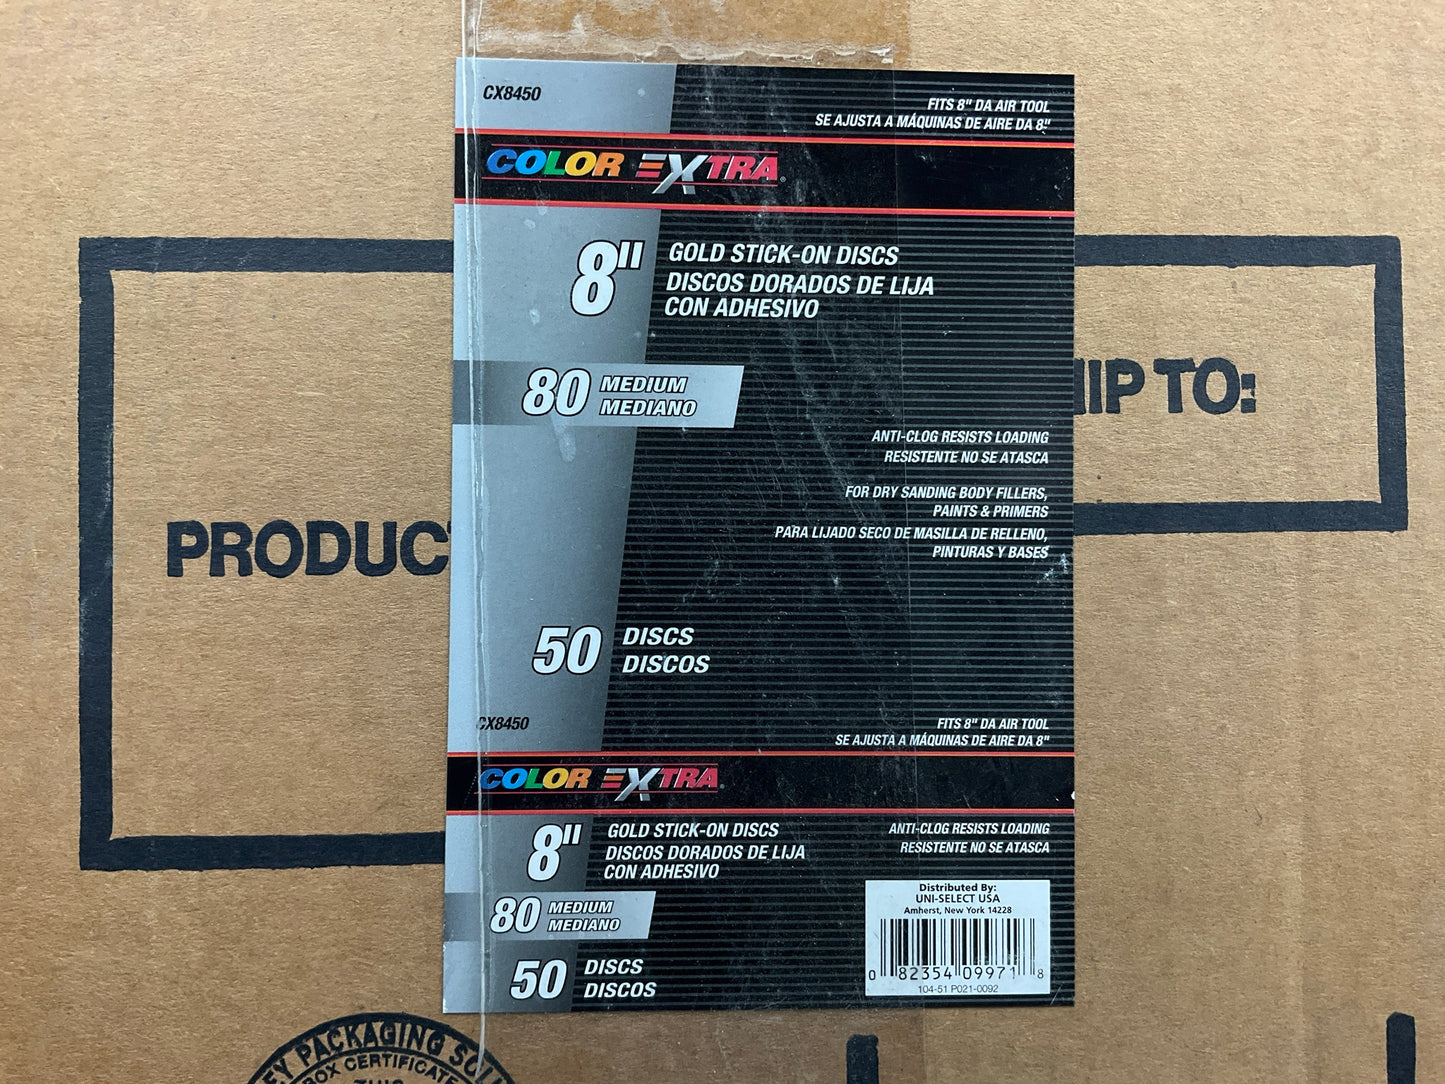 CX8450
FITS 8" DA AIR TOOL
SE AJUSTA A MÁQUINAS DE AIRE DA 8"
COLOR EXTRA®
8"
GOLD STICK-ON DISCS
DISCOS DORADOS DE LIJA
CON ADHESIVO
80 MEDIUM
MEDIANO
ANTI-CLOG RESISTS LOADING
RESISTENTE NO SE ATASCA
FOR DRY SANDING BODY FILLERS,
PAINTS & PRIMERS
PARA LIJADO SECO DE MASILLA DE RELLENO,
PINTURAS Y BASES
50 DISCS
DISCOS
CX8450
FITS 8" DA AIR TOOL
SE AJUSTA A MÁQUINAS DE AIRE DA 8"
COLOR EXTRA®
8"
GOLD STICK-ON DISCS
DISCOS DORADOS DE LIJA
CON ADHESIVO
ANTI-CLOG RESISTS LOADING
RESISTENTE NO SE ATASCA
80 MEDIUM
MEDIANO
50 DISCS
DISCOS
Distributed By:
UNI-SELECT USA
Amherst, New York 14228
0 82354 09971 8
104-51 P021-0092
PRODUC
HIP TO:
EY PACKAGING SOL
BOX CERTIFICATE
THIS